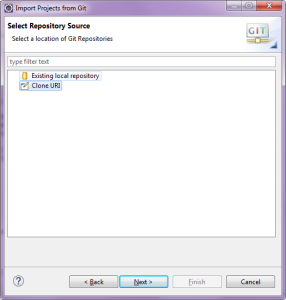 Import Projects from Git
Select Repository Source
Select a location of Git Repositories
GIT
type filter text
Existing local repository
Clone URI
?
< Back
Next >
Finish
Cancel